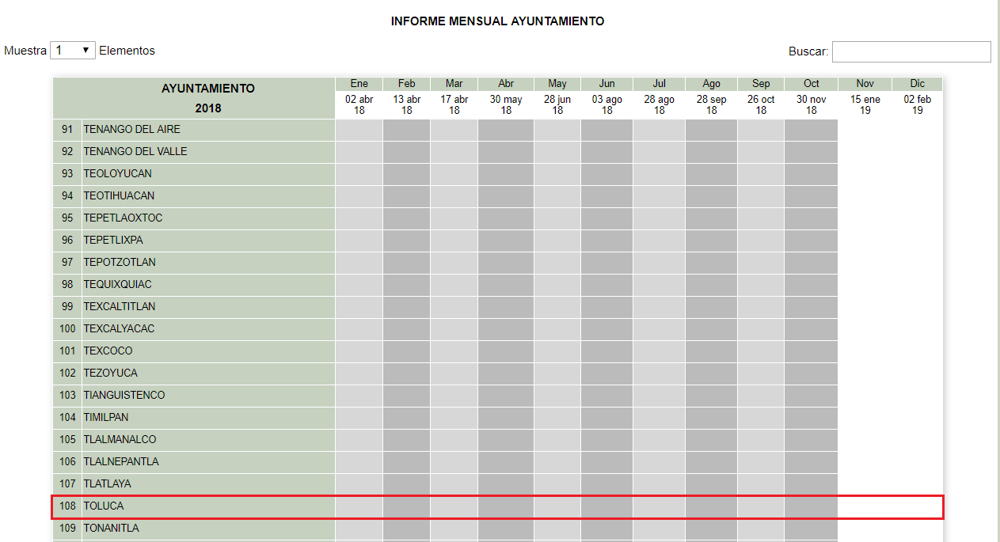 INFORME MENSUAL AYUNTAMIENTO
Muestra 1 Elementos
Buscar:
AYUNTAMIENTO
2018
Ene Feb Mar Abr May Jun Jul Ago Sep Oct Nov Dic
02 abr 13 abr 17 abr 30 may 28 jun 03 ago 28 ago 28 sep 26 oct 30 nov 15 ene 02 feb
18 18 18 18 18 18 18 18 18 18 19 19
91 TENANGO DEL AIRE
92 TENANGO DEL VALLE
93 TEOLOYUCAN
94 TEOTIHUACAN
95 TEPETLAOXTOC
96 TEPETLIXPA
97 TEPOTZOTLAN
98 TEQUIXQUIAC
99 TEXCALTITLAN
100 TEXCALYACAC
101 TEXCOCO
102 TEZOYUCA
103 TIANGUISTENCO
104 TIMILPAN
105 TLALMANALCO
106 TLALNEPANTLA
107 TLATLAYA
108 TOLUCA
109 TONANITLA